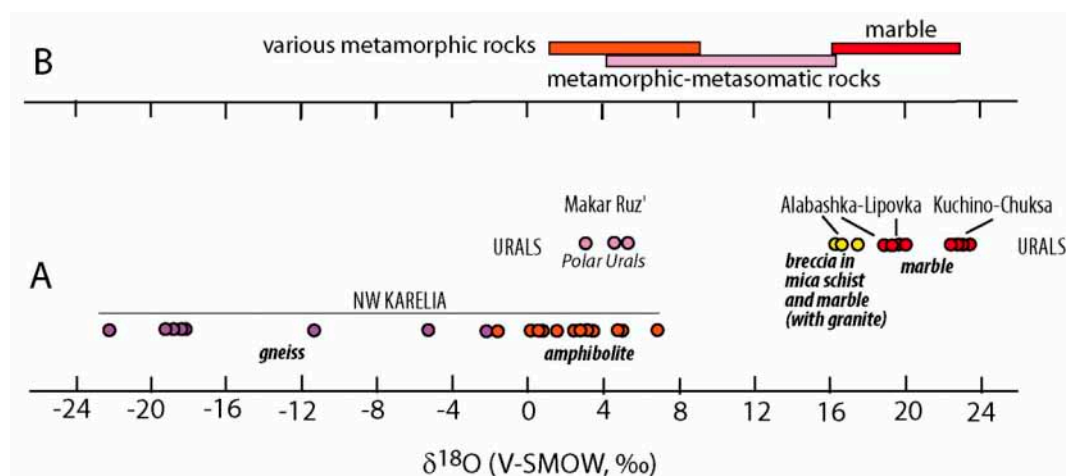 marble
various metamorphic rocks
B
metamorphic-metasomatic rocks
Makar Ruz'
Alabashka-Lipovka Kuchino-Chuksa
URALS
Polar Urals
URALS
breccia in
mica schist
and marble
(with granite)
marble
A
NW KARELIA
gneiss
amphibolite
-24 -20 -16 -12 -8 -4 0 4 8 12 16 20 24
δ18O (V-SMOW, ‰)